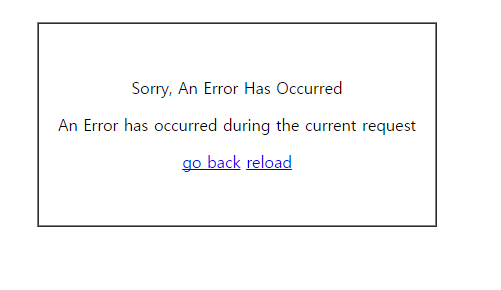 Sorry, An Error Has Occurred
An Error has occurred during the current request
go back reload